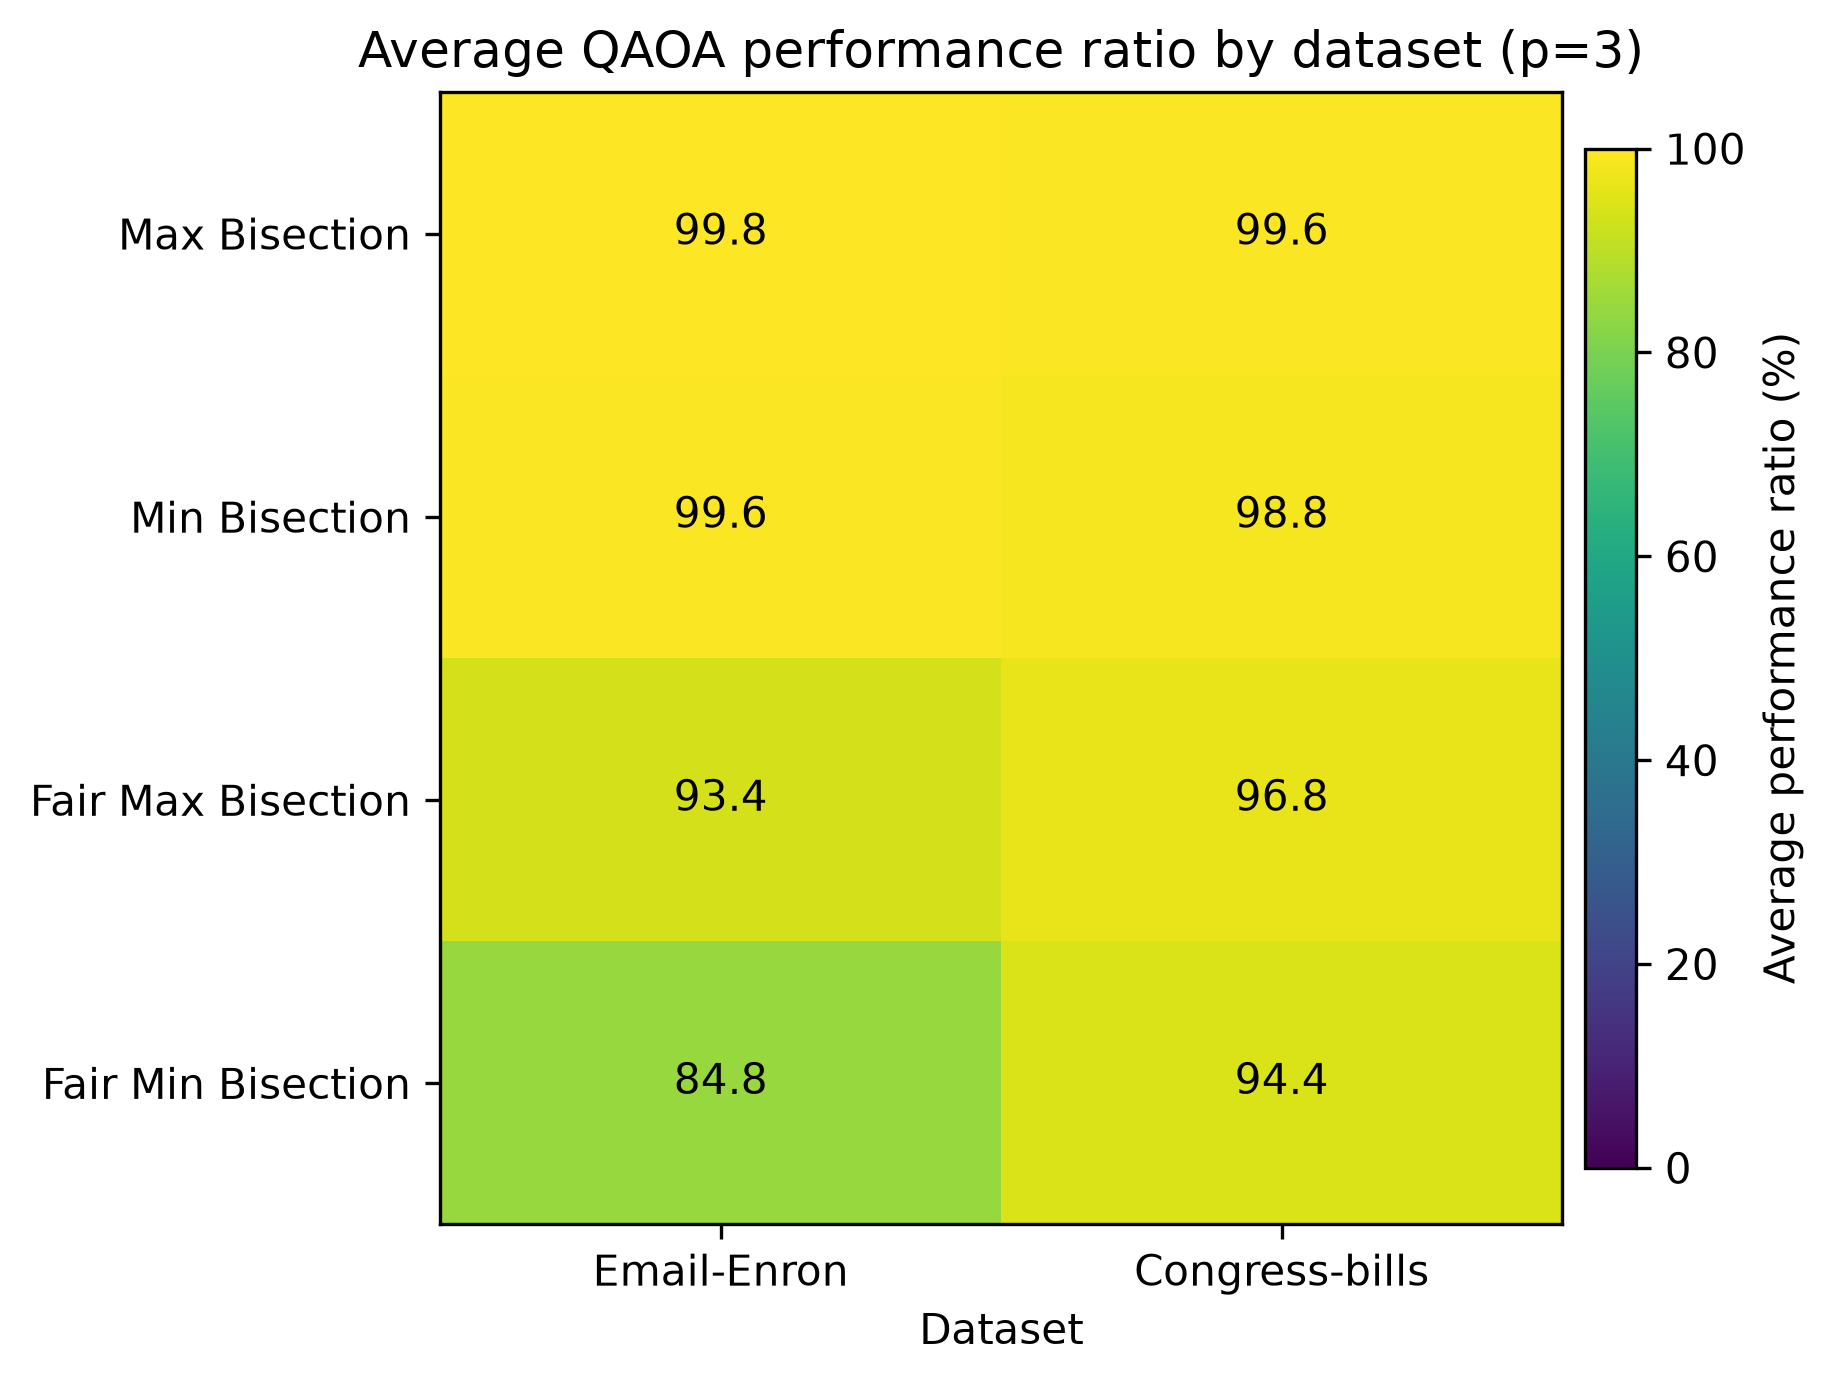 Average QAOA performance ratio by dataset (p=3)
Max Bisection
99.8
99.6
Min Bisection
99.6
98.8
Fair Max Bisection
93.4
96.8
Fair Min Bisection
84.8
94.4
Email-Enron
Congress-bills
Dataset
100
80
60
40
20
0
Average performance ratio (%)